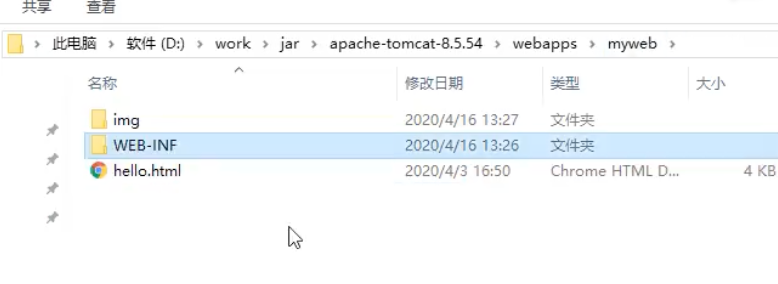 共享 查看
此电脑 > 软件 (D:) > work > jar > apache-tomcat-8.5.54 > webapps > myweb >
名称 修改日期 类型 大小
img 2020/4/16 13:27 文件夹
WEB-INF 2020/4/16 13:26 文件夹
hello.html 2020/4/3 16:50 Chrome HTML D... 4 KB